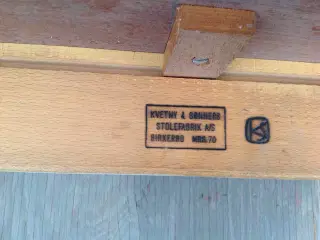 KVETNY & SØNNERS
STOLEFABRIK A/S
BIRKERØD